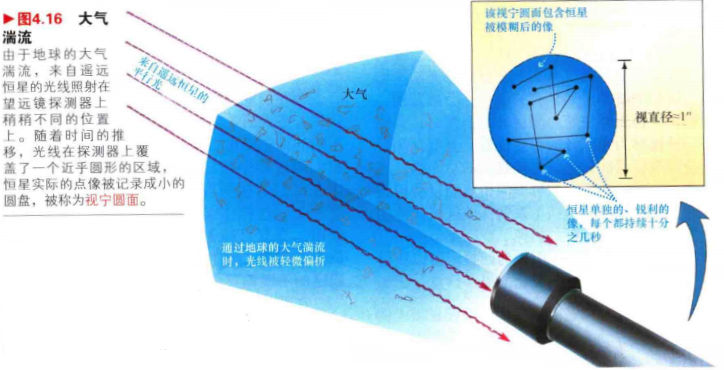 ▶图4.16 大气
湍流
由于地球的大气
湍流，来自遥远
恒星的光线照射在
望远镜探测器上
稍稍不同的位置
上。随着时间的推
移，光线在探测器上覆
盖了一个近乎圆形的区域，
恒星实际的点像被记录成小的
圆盘，被称为视宁圆面。
来自遥远恒星的
平行光
大气
通过地球的大气湍流
时，光线被轻微偏折
该视宁圆面包含恒星
被模糊后的像
视直径≈1″
恒星单独的、锐利的
像，每个都持续十分
之几秒